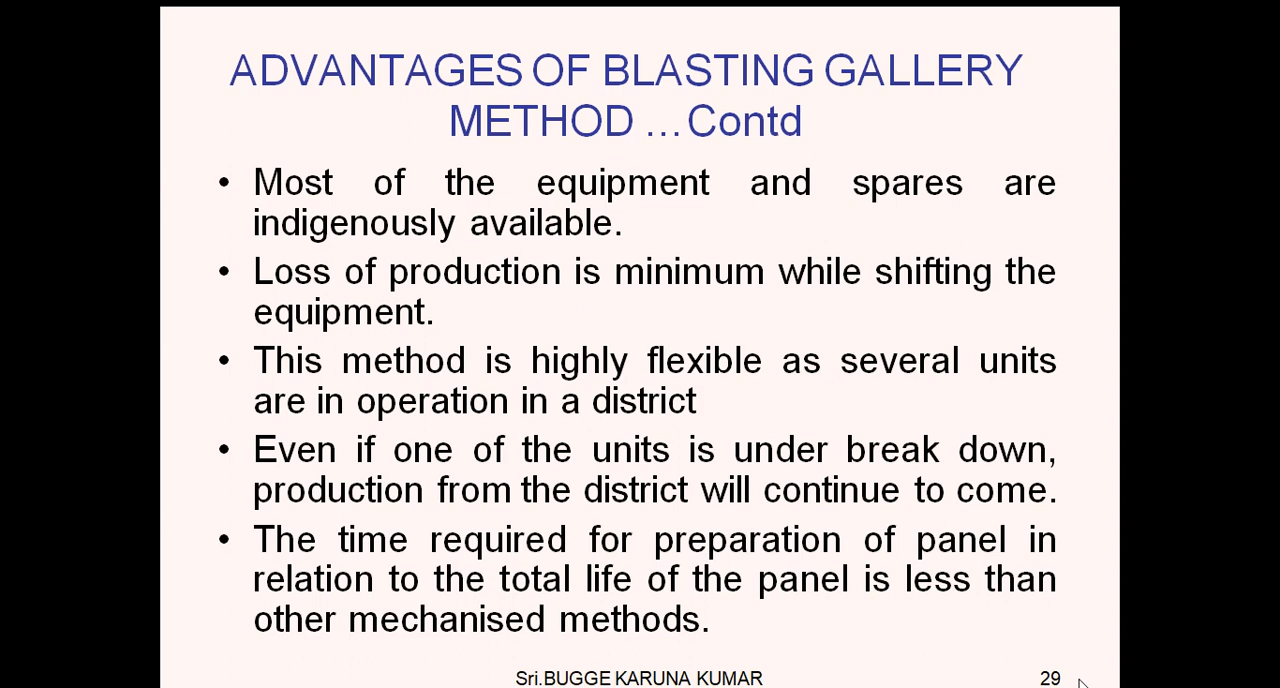 ADVANTAGES OF BLASTING GALLERY
METHOD ...Contd
• Most of the equipment and spares are
indigenously available.
• Loss of production is minimum while shifting the
equipment.
• This method is highly flexible as several units
are in operation in a district
• Even if one of the units is under break down,
production from the district will continue to come.
• The time required for preparation of panel in
relation to the total life of the panel is less than
other mechanised methods.
Sri.BUGGE KARUNA KUMAR 29